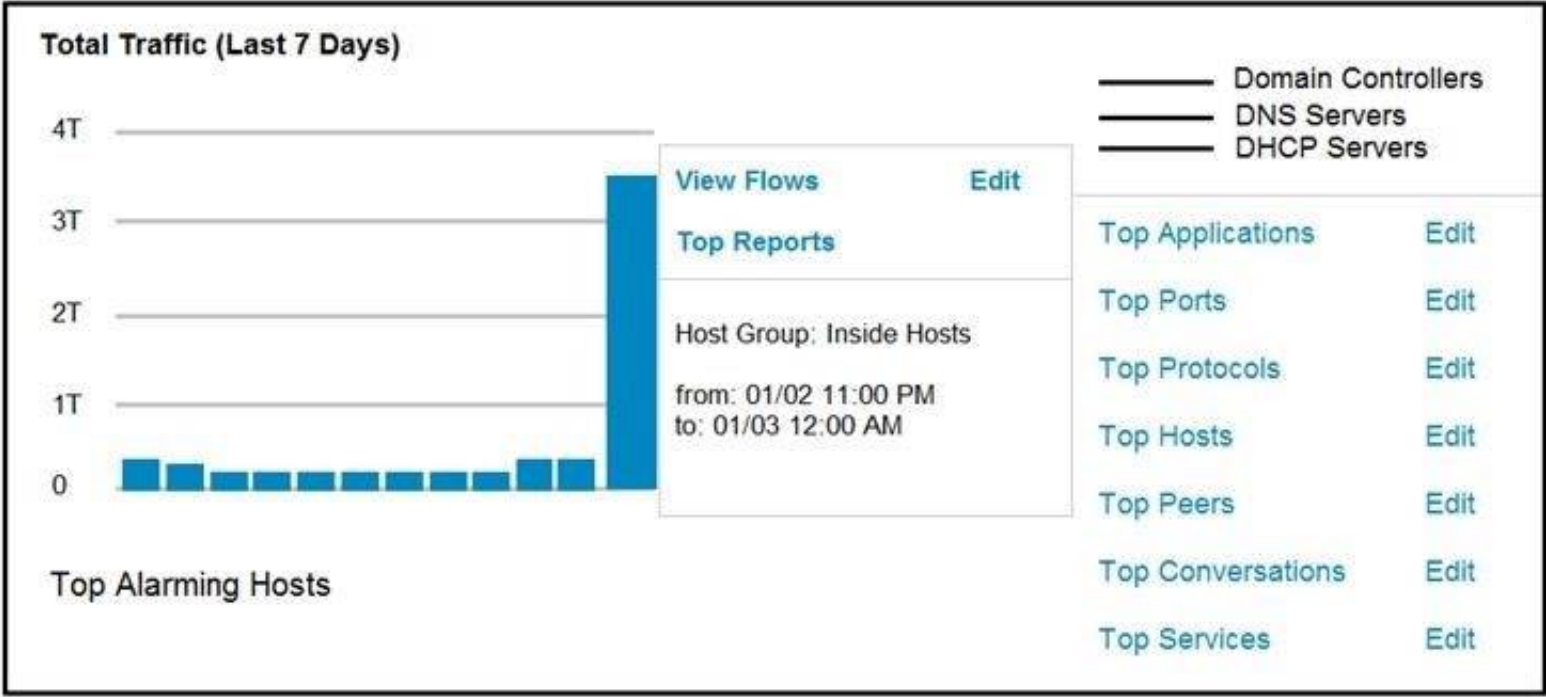 Total Traffic (Last 7 Days)
4T
3T
2T
1T
0
Top Alarming Hosts
View Flows Edit
Top Reports
Host Group: Inside Hosts
from: 01/02 11:00 PM
to: 01/03 12:00 AM
Domain Controllers
DNS Servers
DHCP Servers
Top Applications Edit
Top Ports Edit
Top Protocols Edit
Top Hosts Edit
Top Peers Edit
Top Conversations Edit
Top Services Edit